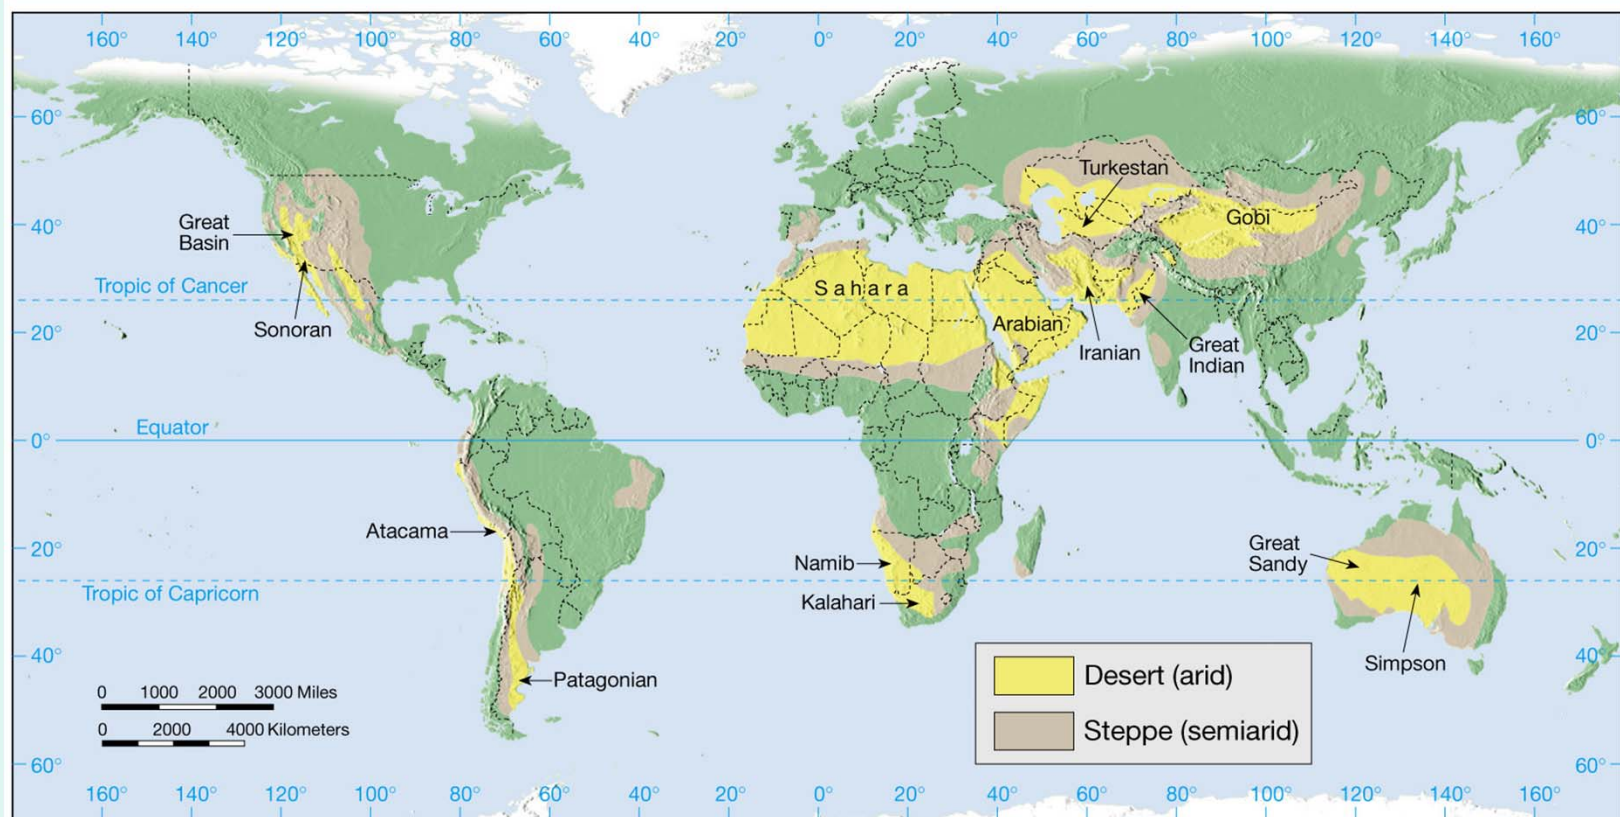 160° 140° 120° 100° 80° 60° 40° 20° 0° 20° 40° 60° 80° 100° 120° 140° 160°
60° 60°
Turkestan
Great
Basin
40° Gobi 40°
Tropic of Cancer
Sahara
Sonoran
Arabian
20° Iranian
Great
Indian
20°
Equator
0° 0°
Atacama
Great
Sandy
20° 20°
Namib
Tropic of Capricorn
Kalahari
40° 40°
Simpson
Patagonian
Desert (arid)
Steppe (semiarid)
0 1000 2000 3000 Miles
0 2000 4000 Kilometers
60° 60°
160° 140° 120° 100° 80° 60° 40° 20° 0° 20° 40° 60° 80° 100° 120° 140° 160°